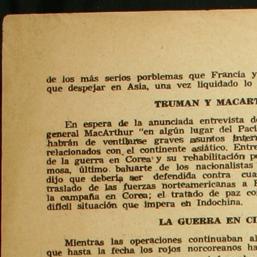 de los más serios porblemas que Francia y
que despejar en Asia, una vez liquidado lo
TRUMAN Y MACART
En espera de la anunciada entrevista d
general MacArthur "en algún lugar del Pací
habrán de ventilarse graves asuntos inter
relacionados con el continente asiático. Entre
de la guerra en Corea y su rehabilitación p
mosa, último baluarte de los nacionalistas
dijo que debería ser defendida contra cua
traslado de las fuerzas norteamericanas a
la campaña en Corea; el tratado de paz co
difícil situación que impera en Indochina.
LA GUERRA EN C
Mientras las operaciones continuaban al
que hasta la fecha los rojos norcoreanos ha